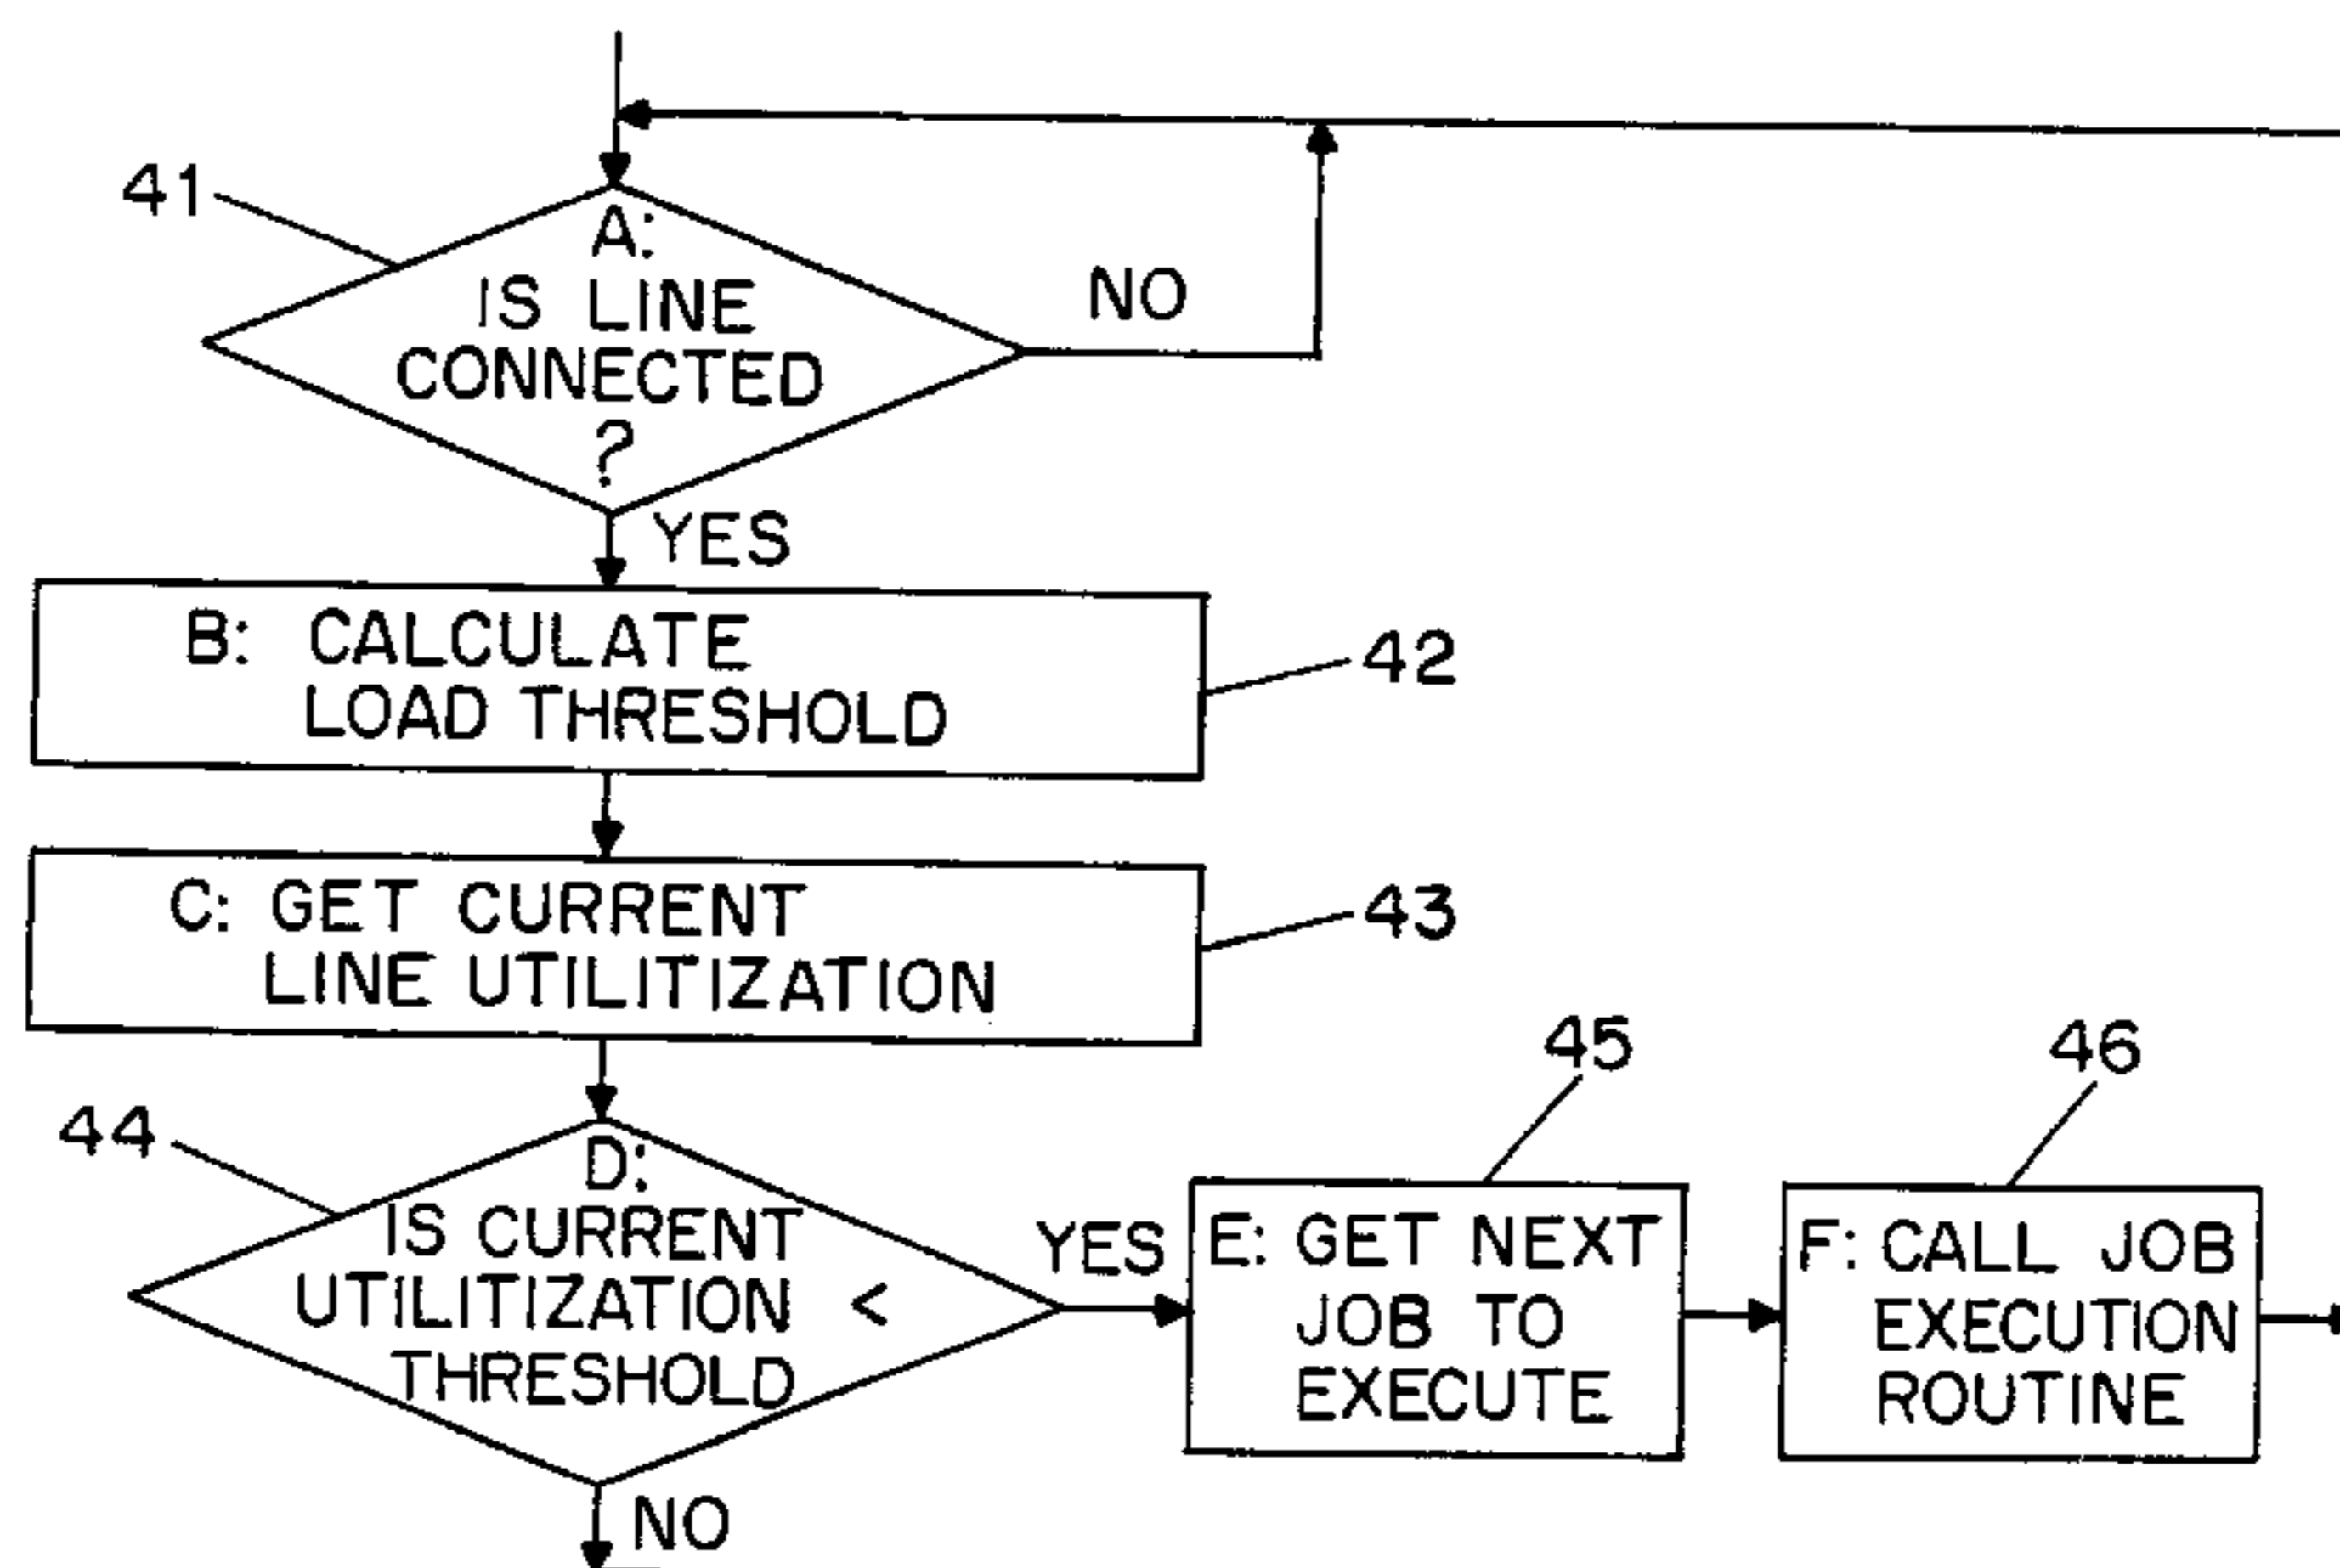 41
A:
IS LINE
CONNECTED
?
NO
YES
B: CALCULATE
LOAD THRESHOLD
42
C: GET CURRENT
LINE UTILITIZATION
43
44
D:
IS CURRENT
UTILITIZATION <
THRESHOLD
YES
NO
45
E: GET NEXT
JOB TO
EXECUTE
46
F: CALL JOB
EXECUTION
ROUTINE